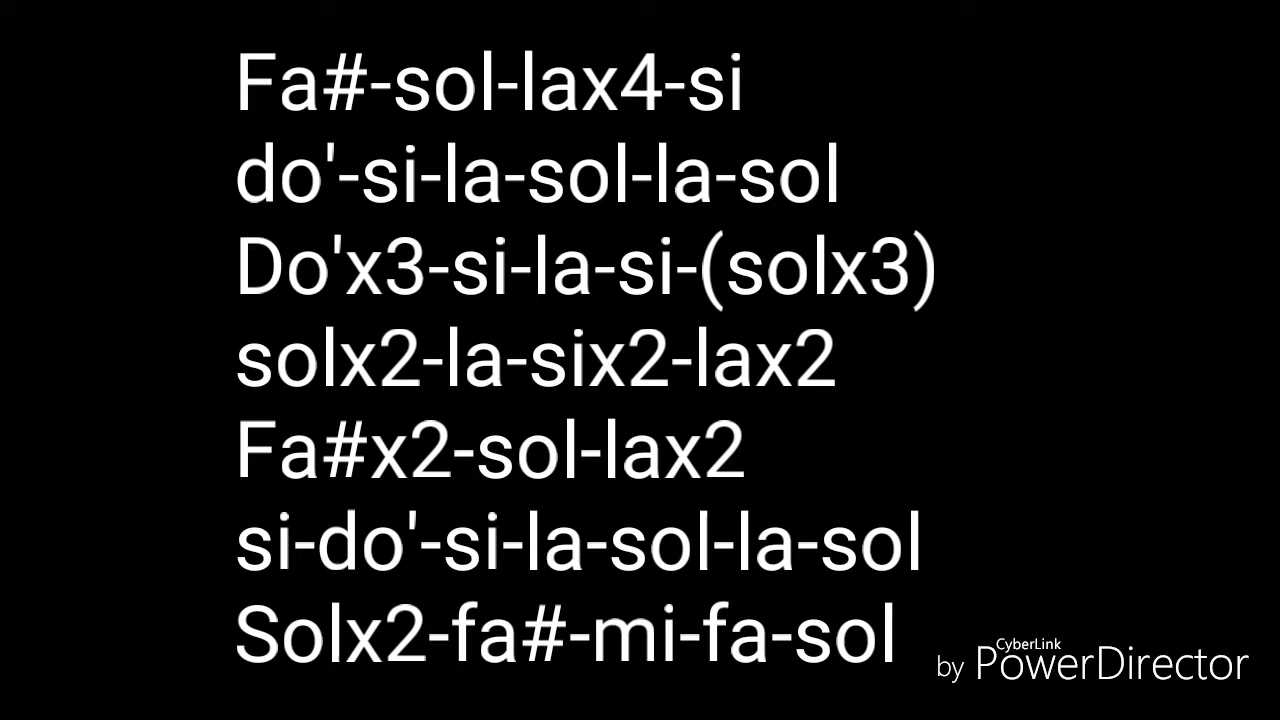 Fa#-sol-lax4-si
do'-si-la-sol-la-sol
Do'x3-si-la-si-(solx3)
solx2-la-six2-lax2
Fa#x2-sol-lax2
si-do'-si-la-sol-la-sol
Solx2-fa#-mi-fa-sol
CyberLink
by PowerDirector